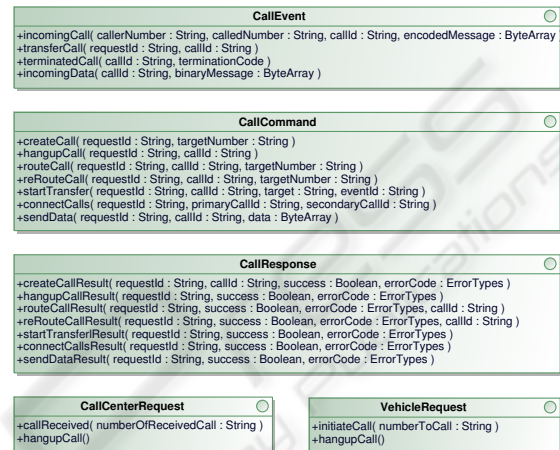 CallEvent
+incomingCall( callerNumber : String, calledNumber : String, callId : String, encodedMessage : ByteArray
+transferCall( requestId : String, callId : String )
+terminatedCall( callId : String, terminationCode )
+incomingData( callId : String, binaryMessage : ByteArray )
CallCommand
+createCall( requestId : String, targetNumber : String )
+hangupCall( requestId : String, callId : String )
+routeCall( requestId : String, callId : String, targetNumber : String )
+reRouteCall( requestId : String, callId : String, targetNumber : String )
+startTransfer( requestId : String, callId : String, target : String, eventId : String )
+connectCalls( requestId : String, primaryCallId : String, secondaryCallId : String )
+sendData( requestId : String, callId : String, data : ByteArray )
CallResponse
+createCallResult( requestId : String, callId : String, success : Boolean, errorCode : ErrorTypes )
+hangupCallResult( requestId : String, success : Boolean, errorCode : ErrorTypes )
+routeCallResult( requestId : String, success : Boolean, errorCode : ErrorTypes, callId : String )
+reRouteCallResult( requestId : String, success : Boolean, errorCode : ErrorTypes, callId : String )
+startTransferlResult( requestId : String, success : Boolean, errorCode : ErrorTypes )
+connectCallsResult( requestId : String, success : Boolean, errorCode : ErrorTypes )
+sendDataResult( requestId : String, success : Boolean, errorCode : ErrorTypes )
CallCenterRequest
+callReceived( numberOfReceivedCall : String )
+hangupCall()
VehicleRequest
+initiateCall( numberToCall : String )
+hangupCall()